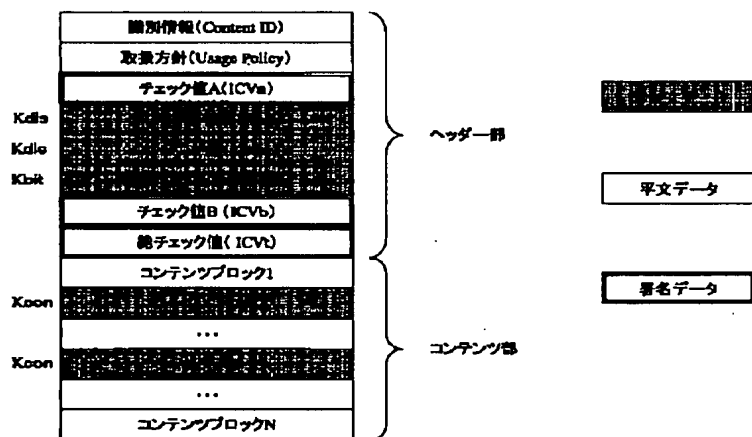 識別情報(Content ID)
取扱方針(Usage Policy)
チェック値A(ICVa)
Kdis
Kdis
Kbit
チェック値B (ICVb)
総チェック値( ICVt)
コンテンツブロック1
Kcon
...
Kcon
...
コンテンツブロックN
ヘッダー部
コンテンツ部
平文データ
署名データ